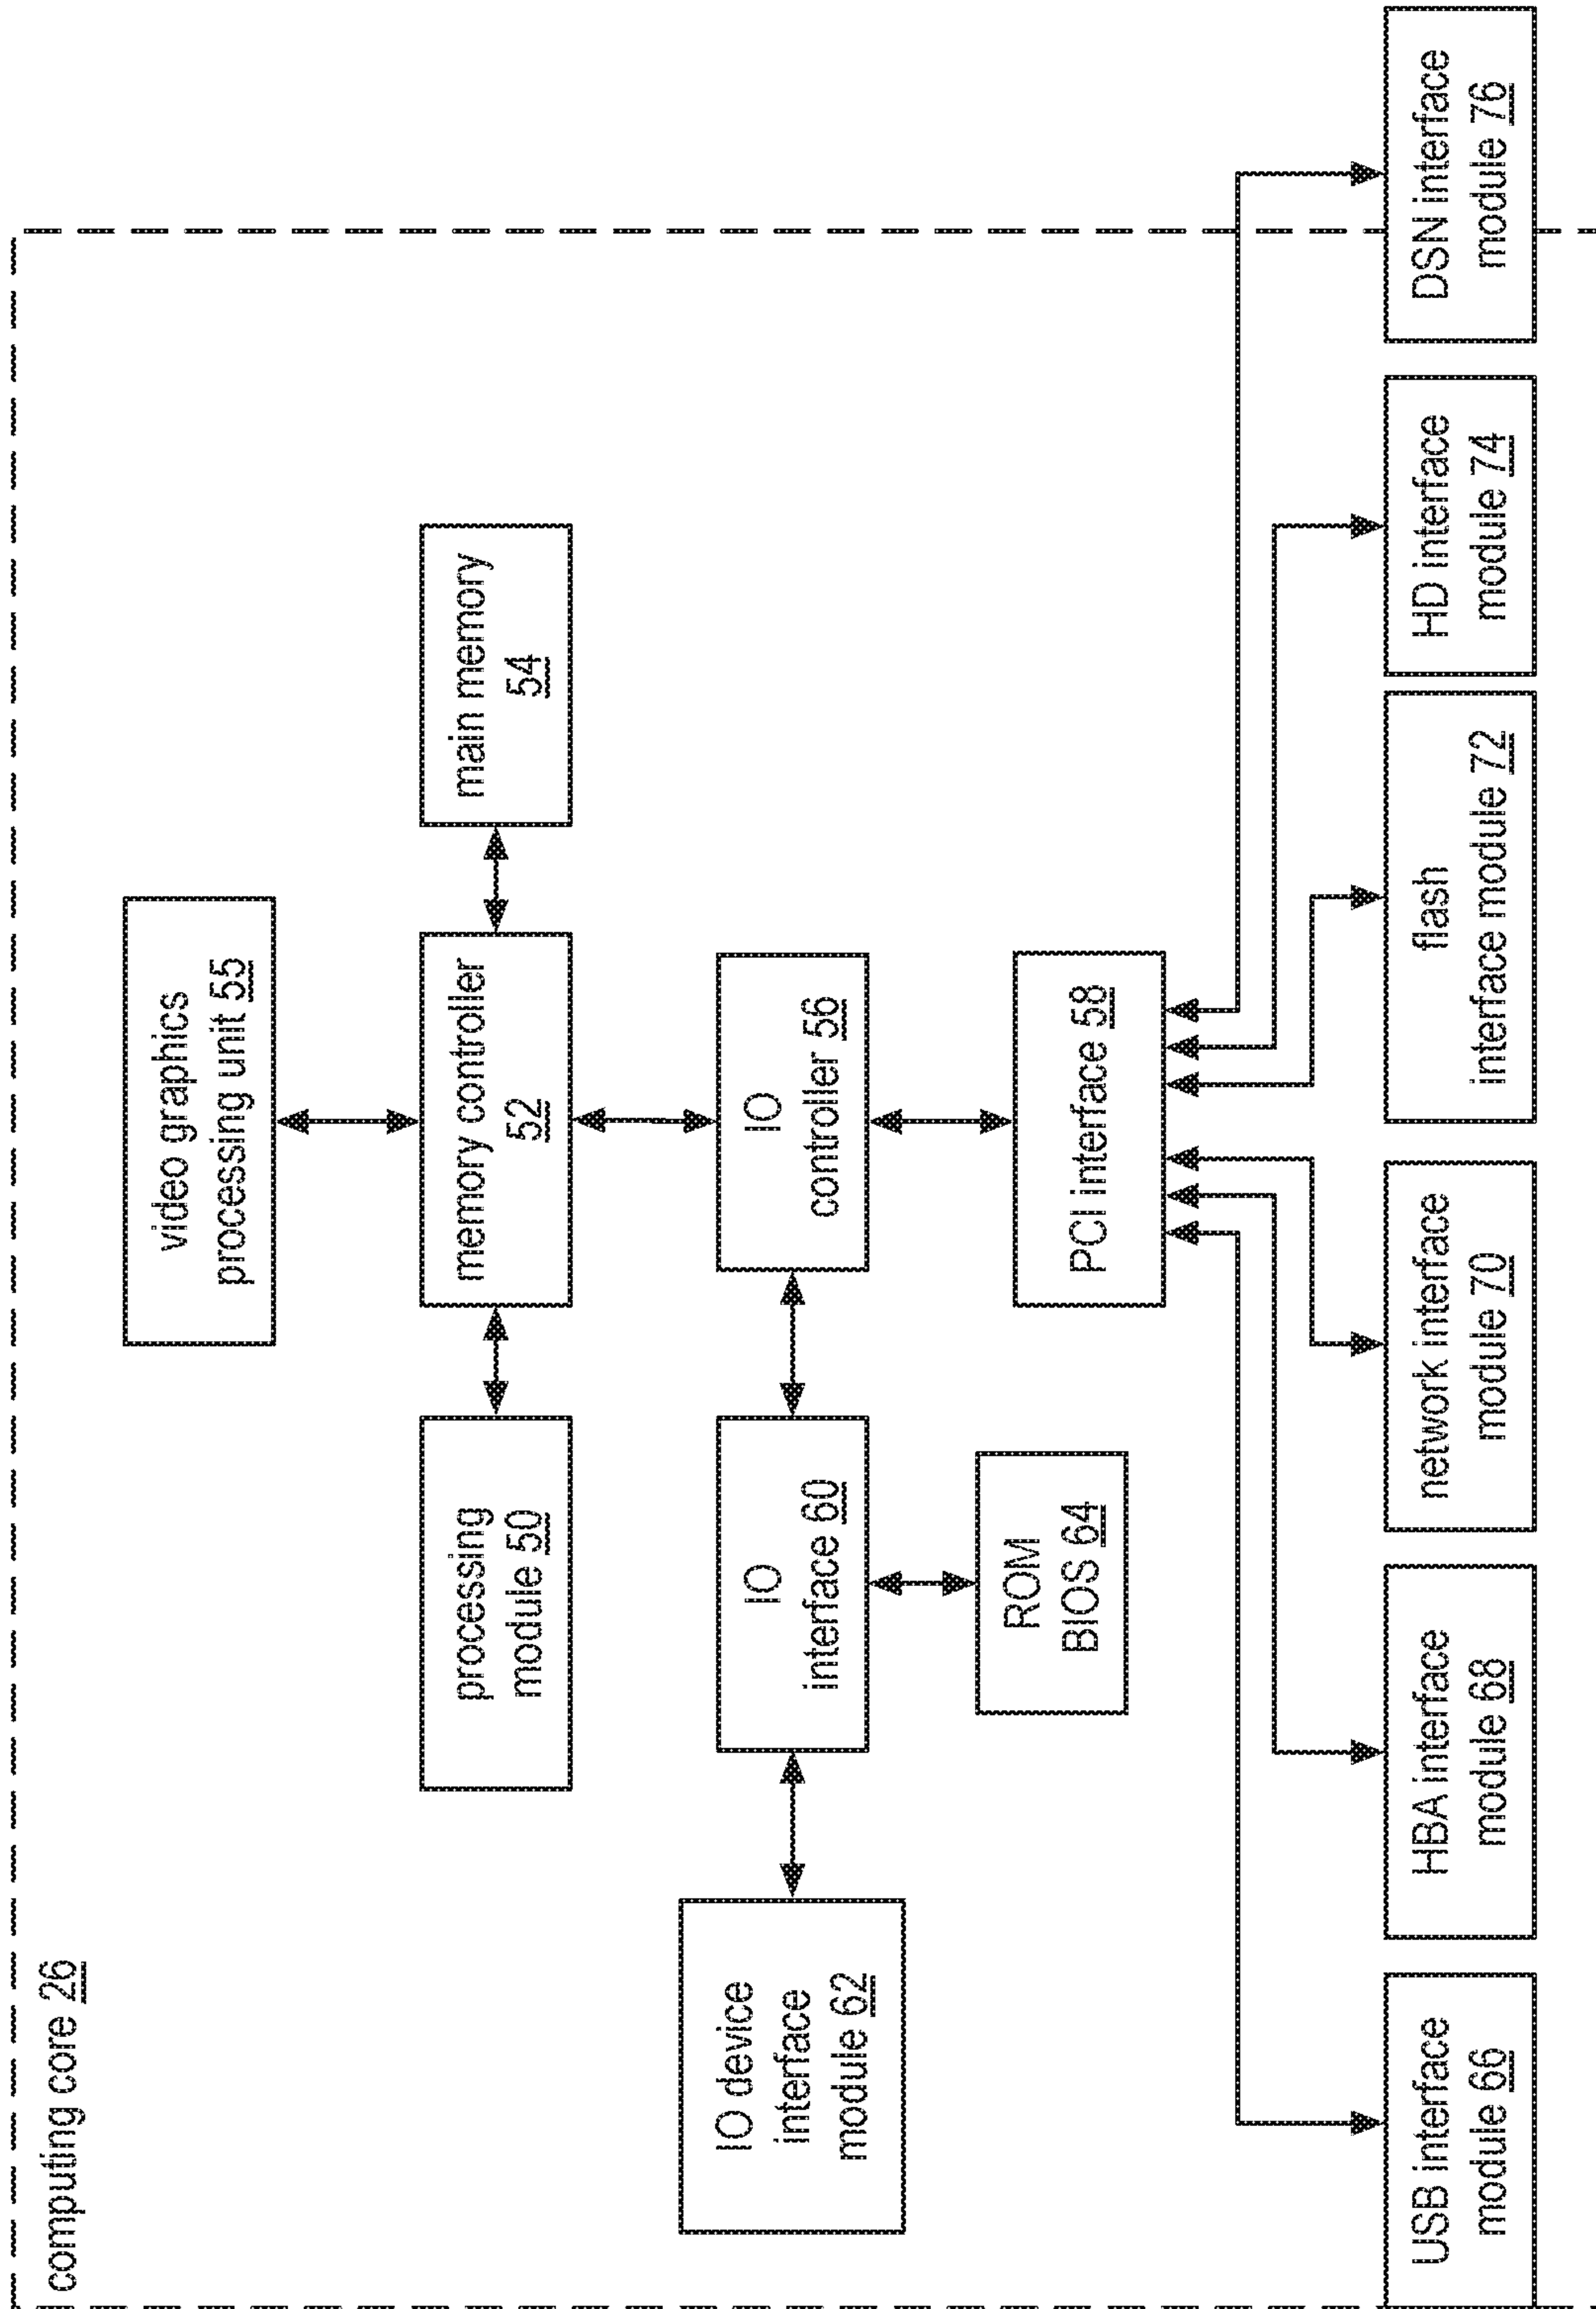 computing core 26
video graphics
processing unit 55
processing
module 50
memory controller
52
main memory
54
IO device
interface
module 62
IO
interface 60
IO
controller 56
ROM
BIOS 64
PCI interface 58
USB interface
module 66
HBA interface
module 68
network interface
module 70
flash
interface module 72
HD interface
module 74
DSN interface
module 76